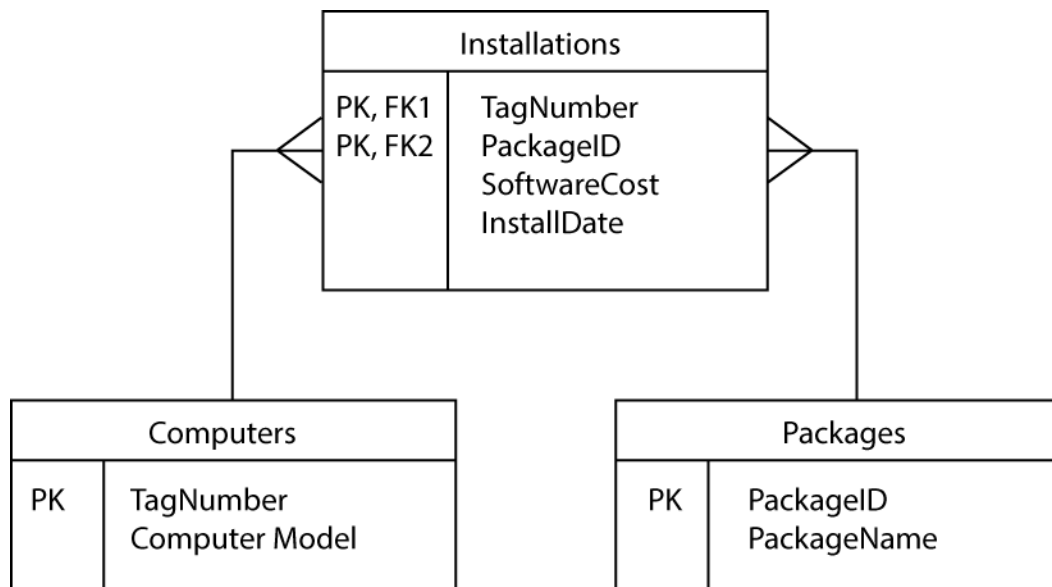 Installations
PK, FK1 TagNumber
PK, FK2 PackageID
SoftwareCost
InstallDate
Computers
PK TagNumber
Computer Model
Packages
PK PackageID
PackageName